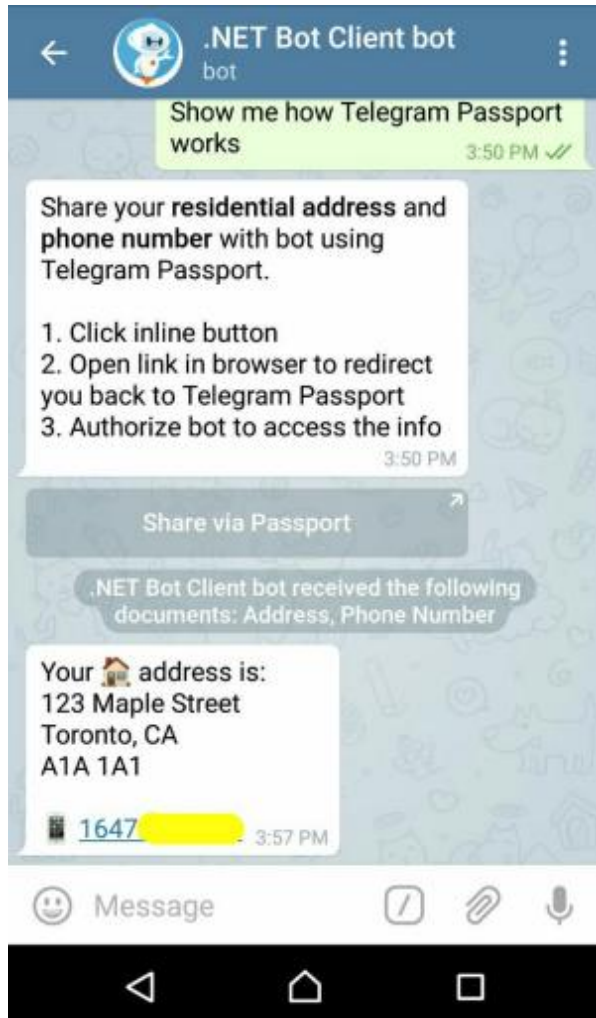 .NET Bot Client bot
bot
Show me how Telegram Passport
works
3:50 PM
Share your residential address and
phone number with bot using
Telegram Passport.
1. Click inline button
2. Open link in browser to redirect
you back to Telegram Passport
3. Authorize bot to access the info
3:50 PM
Share via Passport
.NET Bot Client bot received the following
documents: Address, Phone Number
Your 🏠 address is:
123 Maple Street
Toronto, CA
A1A 1A1
📱 1647
3:57 PM
Message